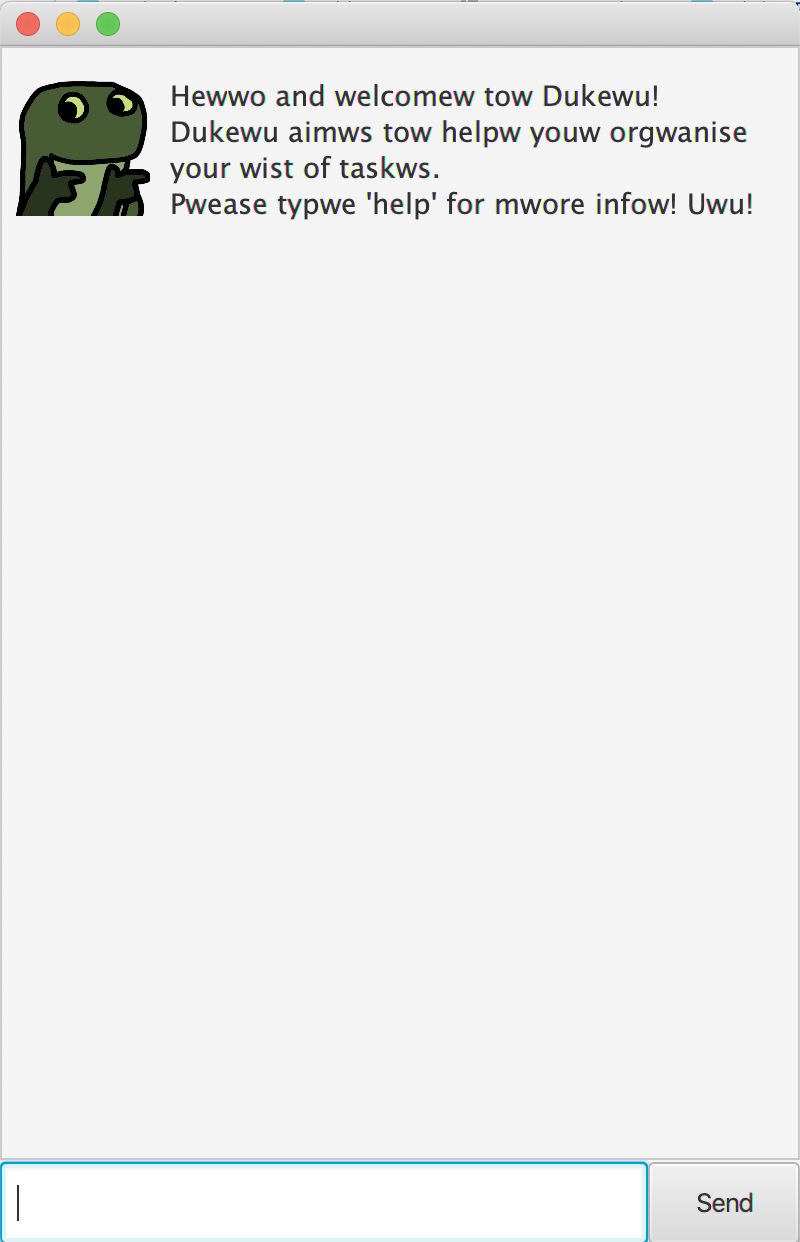 Hewwo and welcomew tow Dukewu!
Dukewu aimws tow helpw youw orgwanise
your wist of taskws.
Pwease typwe 'help' for mwore infow! Uwu!
Send